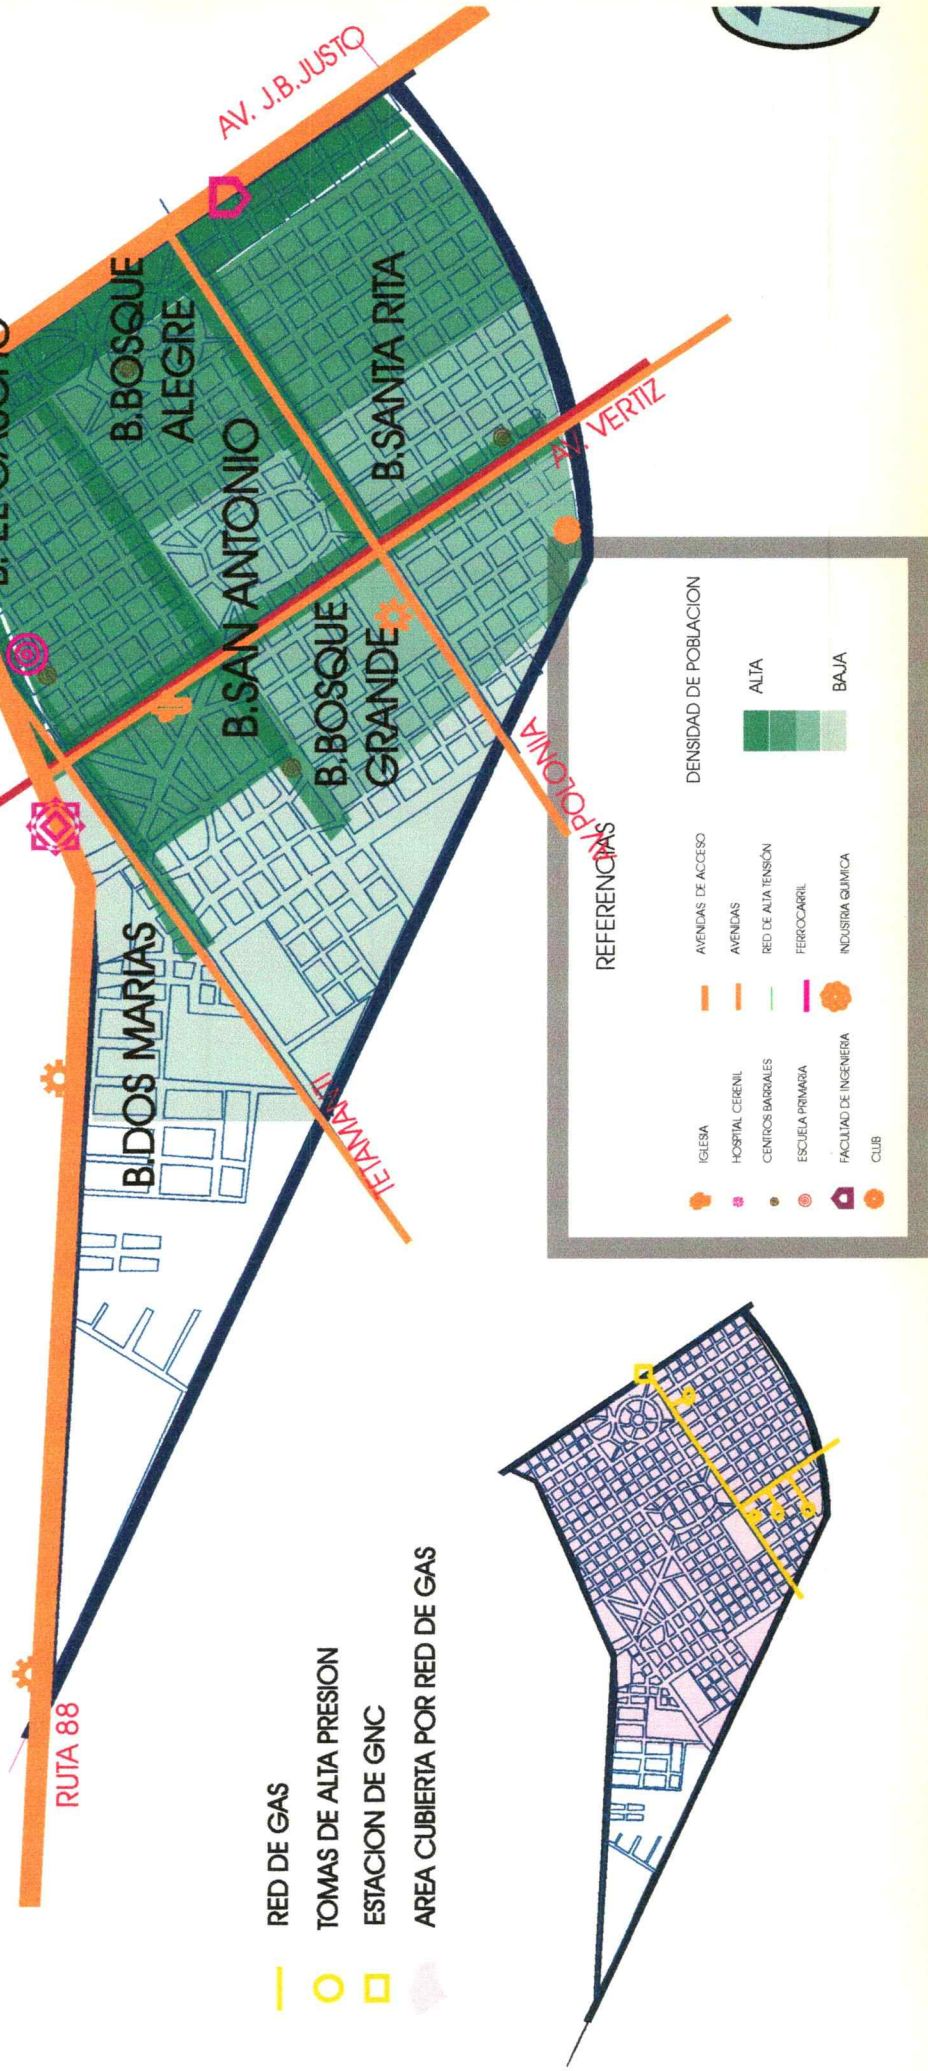 AV. J.B.JUSTO
B.BOSQUE
ALEGRE
B.SAN ANTONIO
B.SANTA RITA
B.BOSQUE
GRANDE
AV. VERTIZ
AV POLONIA
B.DOS MARIAS
TETAMANTI
RUTA 88
REFERENCIAS
IGLESIA
HOSPITAL CERENIL
CENTROS BARRIALES
ESCUELA PRIMARIA
FACULTAD DE INGENIERIA
CLUB
AVENIDAS DE ACCESO
AVENIDAS
RED DE ALTA TENSIÓN
FERROCARRIL
INDUSTRIA QUIMICA
DENSIDAD DE POBLACION
ALTA
BAJA
RED DE GAS
TOMAS DE ALTA PRESION
ESTACION DE GNC
AREA CUBIERTA POR RED DE GAS